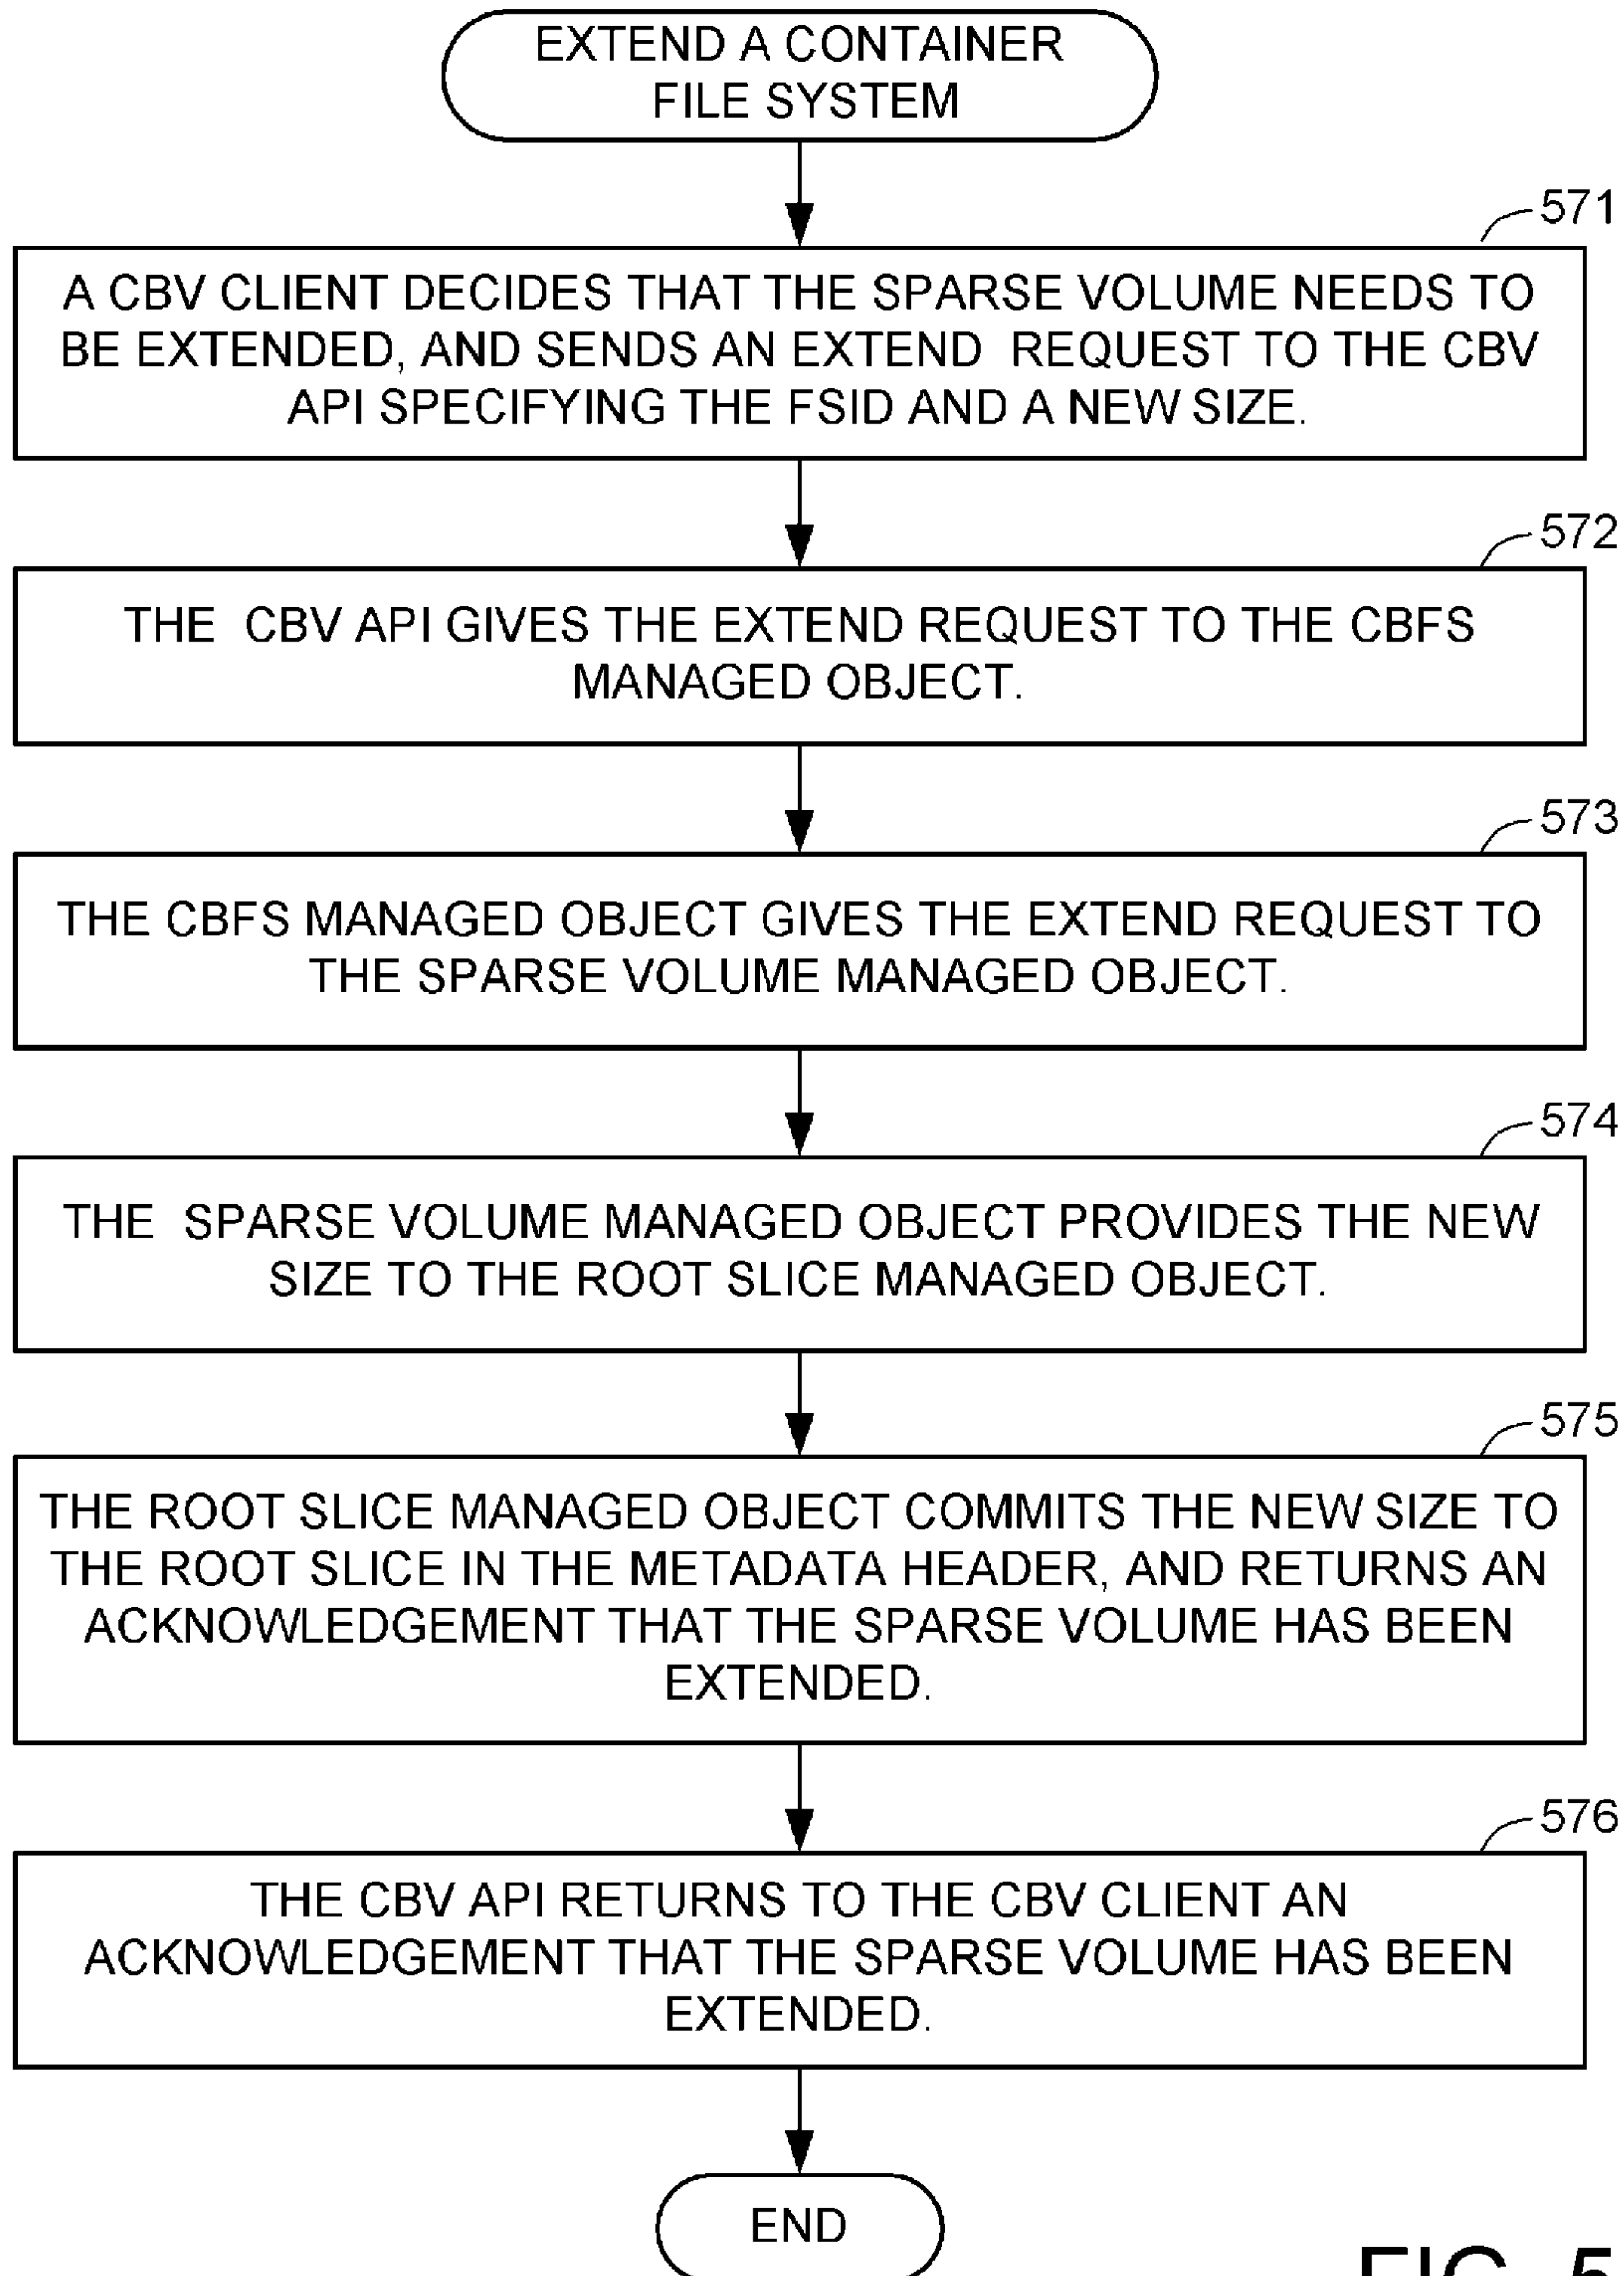 EXTEND A CONTAINER
FILE SYSTEM
571
A CBV CLIENT DECIDES THAT THE SPARSE VOLUME NEEDS TO
BE EXTENDED, AND SENDS AN EXTEND REQUEST TO THE CBV
API SPECIFYING THE FSID AND A NEW SIZE.
572
THE CBV API GIVES THE EXTEND REQUEST TO THE CBFS
MANAGED OBJECT.
573
THE CBFS MANAGED OBJECT GIVES THE EXTEND REQUEST TO
THE SPARSE VOLUME MANAGED OBJECT.
574
THE SPARSE VOLUME MANAGED OBJECT PROVIDES THE NEW
SIZE TO THE ROOT SLICE MANAGED OBJECT.
575
THE ROOT SLICE MANAGED OBJECT COMMITS THE NEW SIZE TO
THE ROOT SLICE IN THE METADATA HEADER, AND RETURNS AN
ACKNOWLEDGEMENT THAT THE SPARSE VOLUME HAS BEEN
EXTENDED.
576
THE CBV API RETURNS TO THE CBV CLIENT AN
ACKNOWLEDGEMENT THAT THE SPARSE VOLUME HAS BEEN
EXTENDED.
END